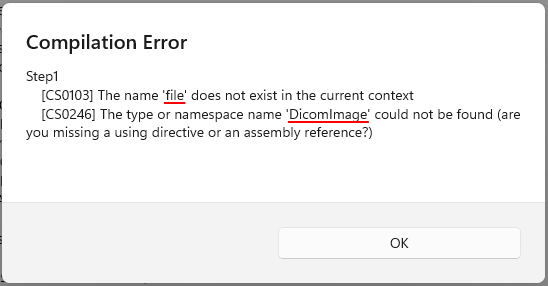 Compilation Error
Step1
[CS0103] The name 'file' does not exist in the current context
[CS0246] The type or namespace name 'DicomImage' could not be found (are
you missing a using directive or an assembly reference?)
OK